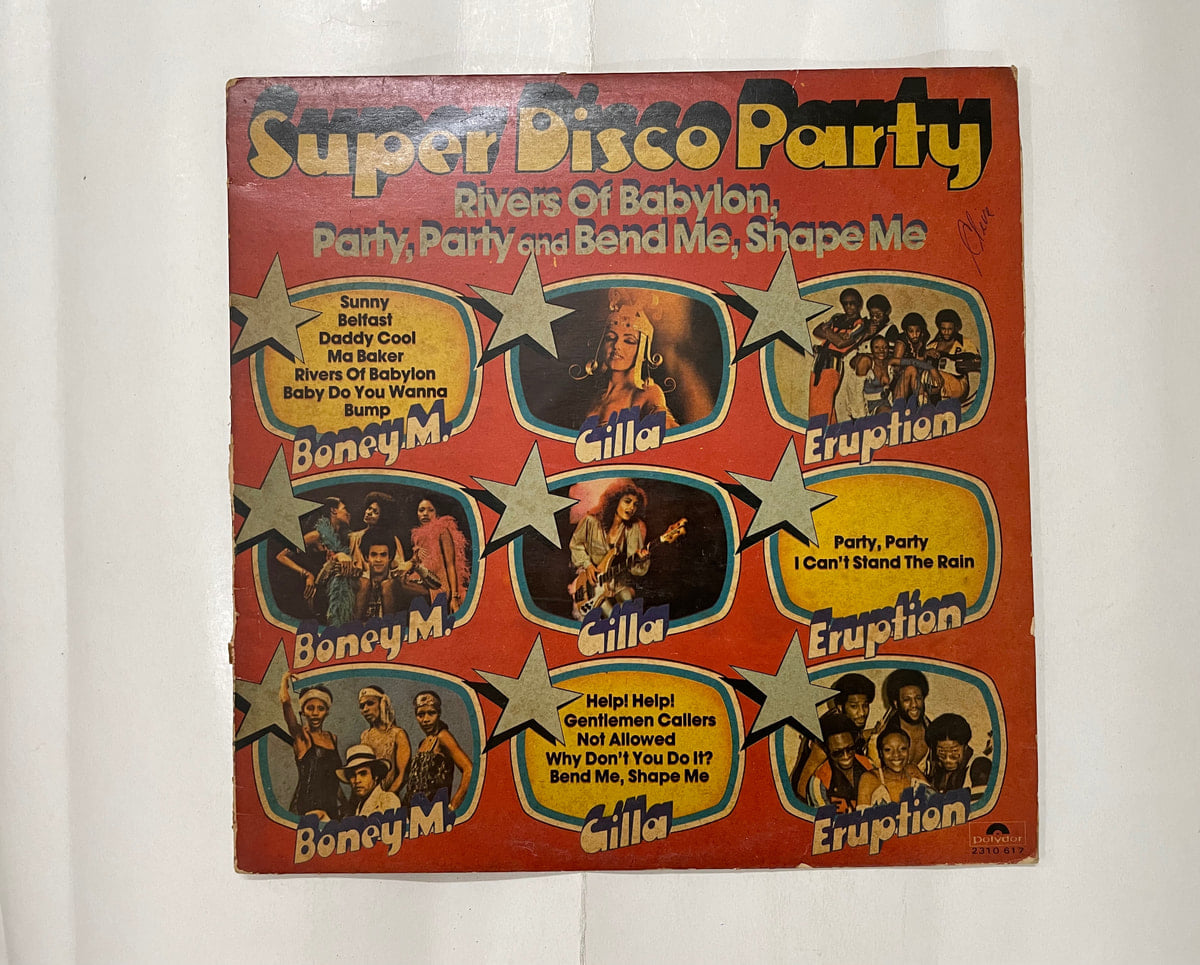 Super Disco Party
Rivers Of Babylon,
Party, Party and Bend Me, Shape Me
Sunny
Belfast
Daddy Cool
Ma Baker
Rivers Of Babylon
Baby Do You Wanna
Bump
Boney M.
Gilla
Eruption
Boney M.
Gilla
Party, Party
I Can't Stand The Rain
Eruption
Boney M.
Help! Help!
Gentlemen Callers
Not Allowed
Why Don't You Do It?
Bend Me, Shape Me
Gilla
Eruption
Polydor
2310 617